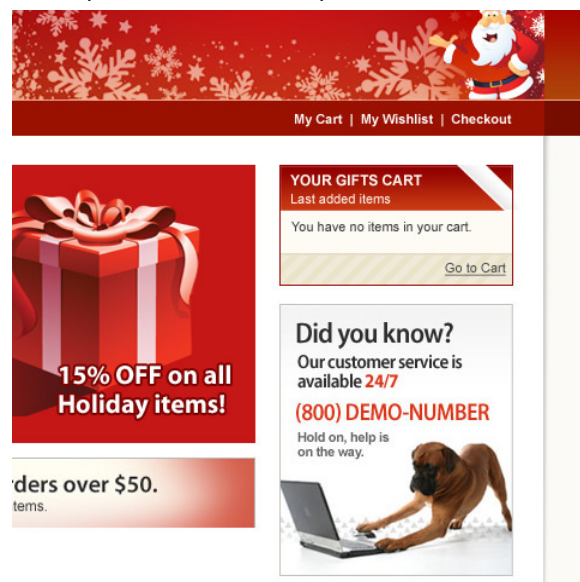 My Cart | My Wishlist | Checkout
YOUR GIFTS CART
Last added items
You have no items in your cart.
Go to Cart
15% OFF on all
Holiday items!
Did you know?
Our customer service is
available 24/7
(800) DEMO-NUMBER
Hold on, help is
on the way.
rders over $50.
tems.